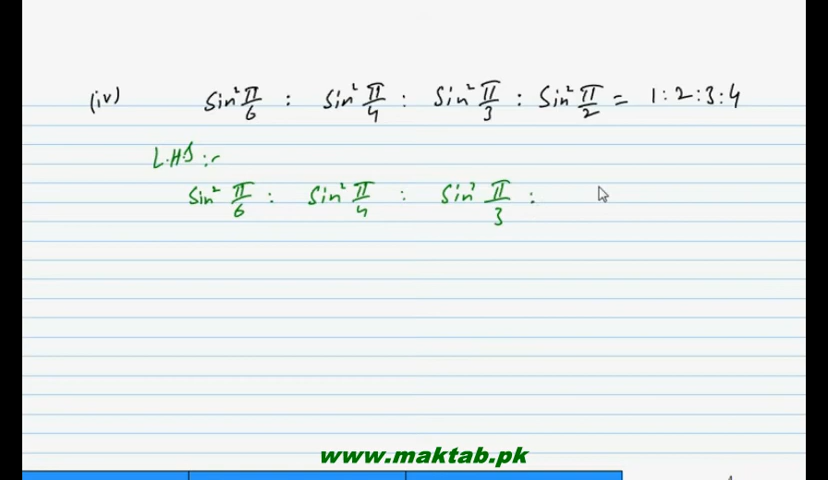 (iv) Sin²π/6 : Sin²π/4 : Sin²π/3 : Sin²π/2 = 1:2:3:4
L.H.S :-
Sin²π/6 : Sin²π/4 : Sin²π/3 :
www.maktab.pk